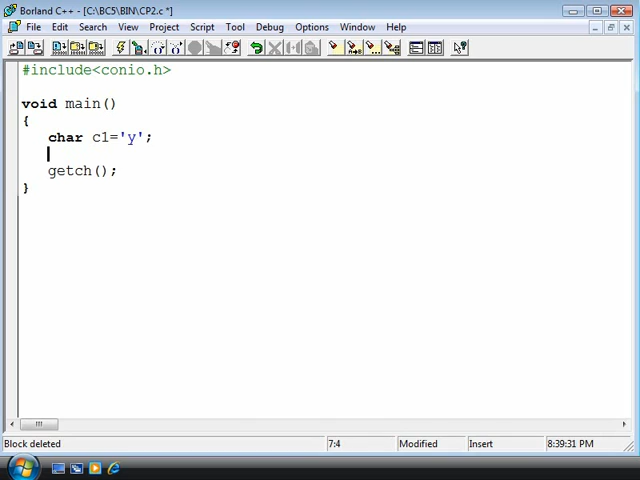 Borland C++ - [C:\BC5\BIN\CP2.c *]
File Edit Search View Project Script Tool Debug Options Window Help
#include<conio.h>
void main()
{
char c1='y';
getch();
}
Block deleted 7:4 Modified Insert 8:39:31 PM